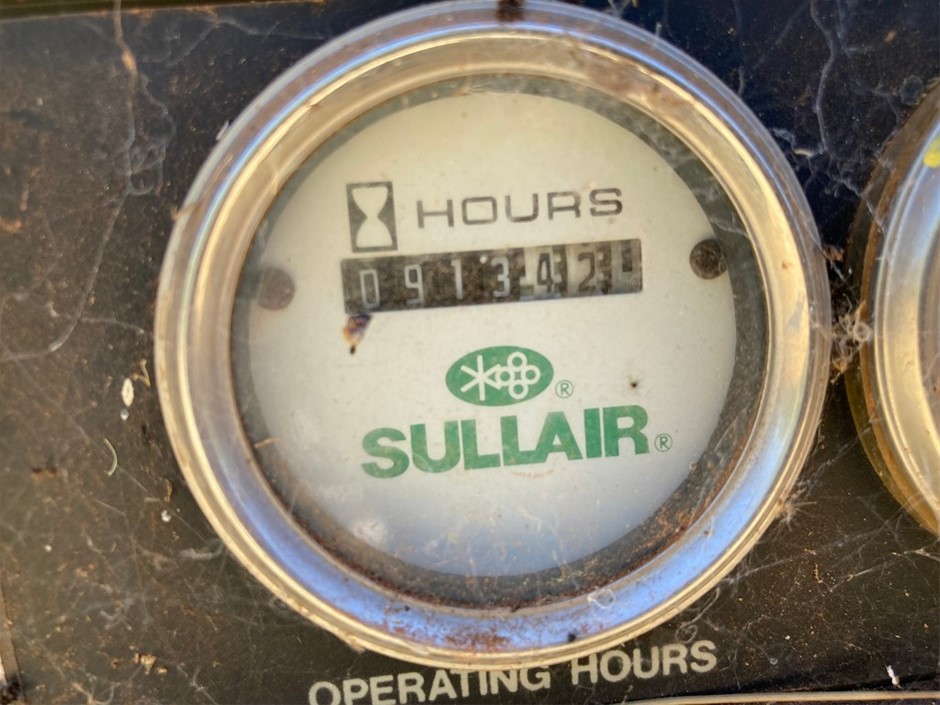 HOURS
091342
®
SULLAIR®
OPERATING HOURS